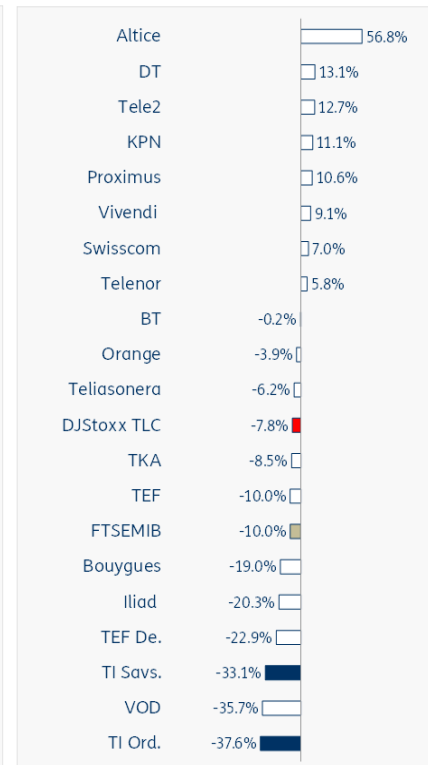 Altice 56.8%
DT 13.1%
Tele2 12.7%
KPN 11.1%
Proximus 10.6%
Vivendi 9.1%
Swisscom 7.0%
Telenor 5.8%
BT -0.2%
Orange -3.9%
Teliasonera -6.2%
DJStoxx TLC -7.8%
TKA -8.5%
TEF -10.0%
FTSEMIB -10.0%
Bouygues -19.0%
Iliad -20.3%
TEF De. -22.9%
TI Savs. -33.1%
VOD -35.7%
TI Ord. -37.6%